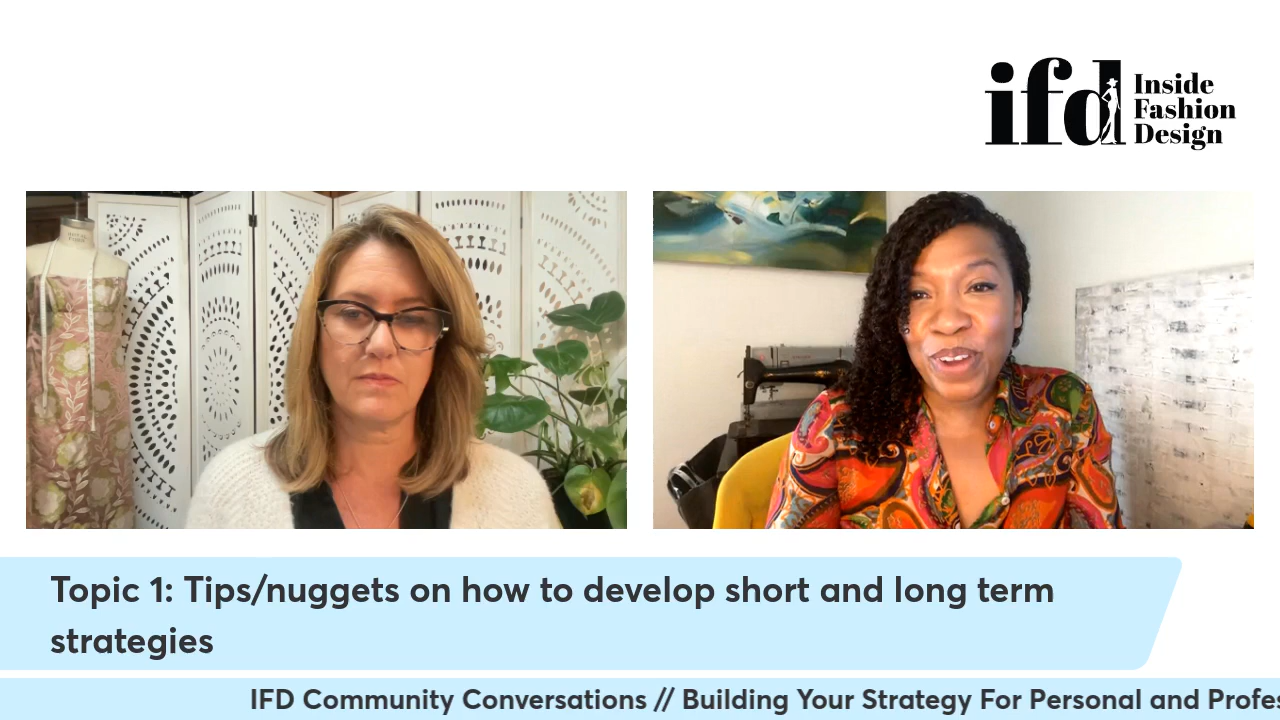 ifd
Inside
Fashion
Design
Topic 1: Tips/nuggets on how to develop short and long term
strategies
IFD Community Conversations // Building Your Strategy For Personal and Profes